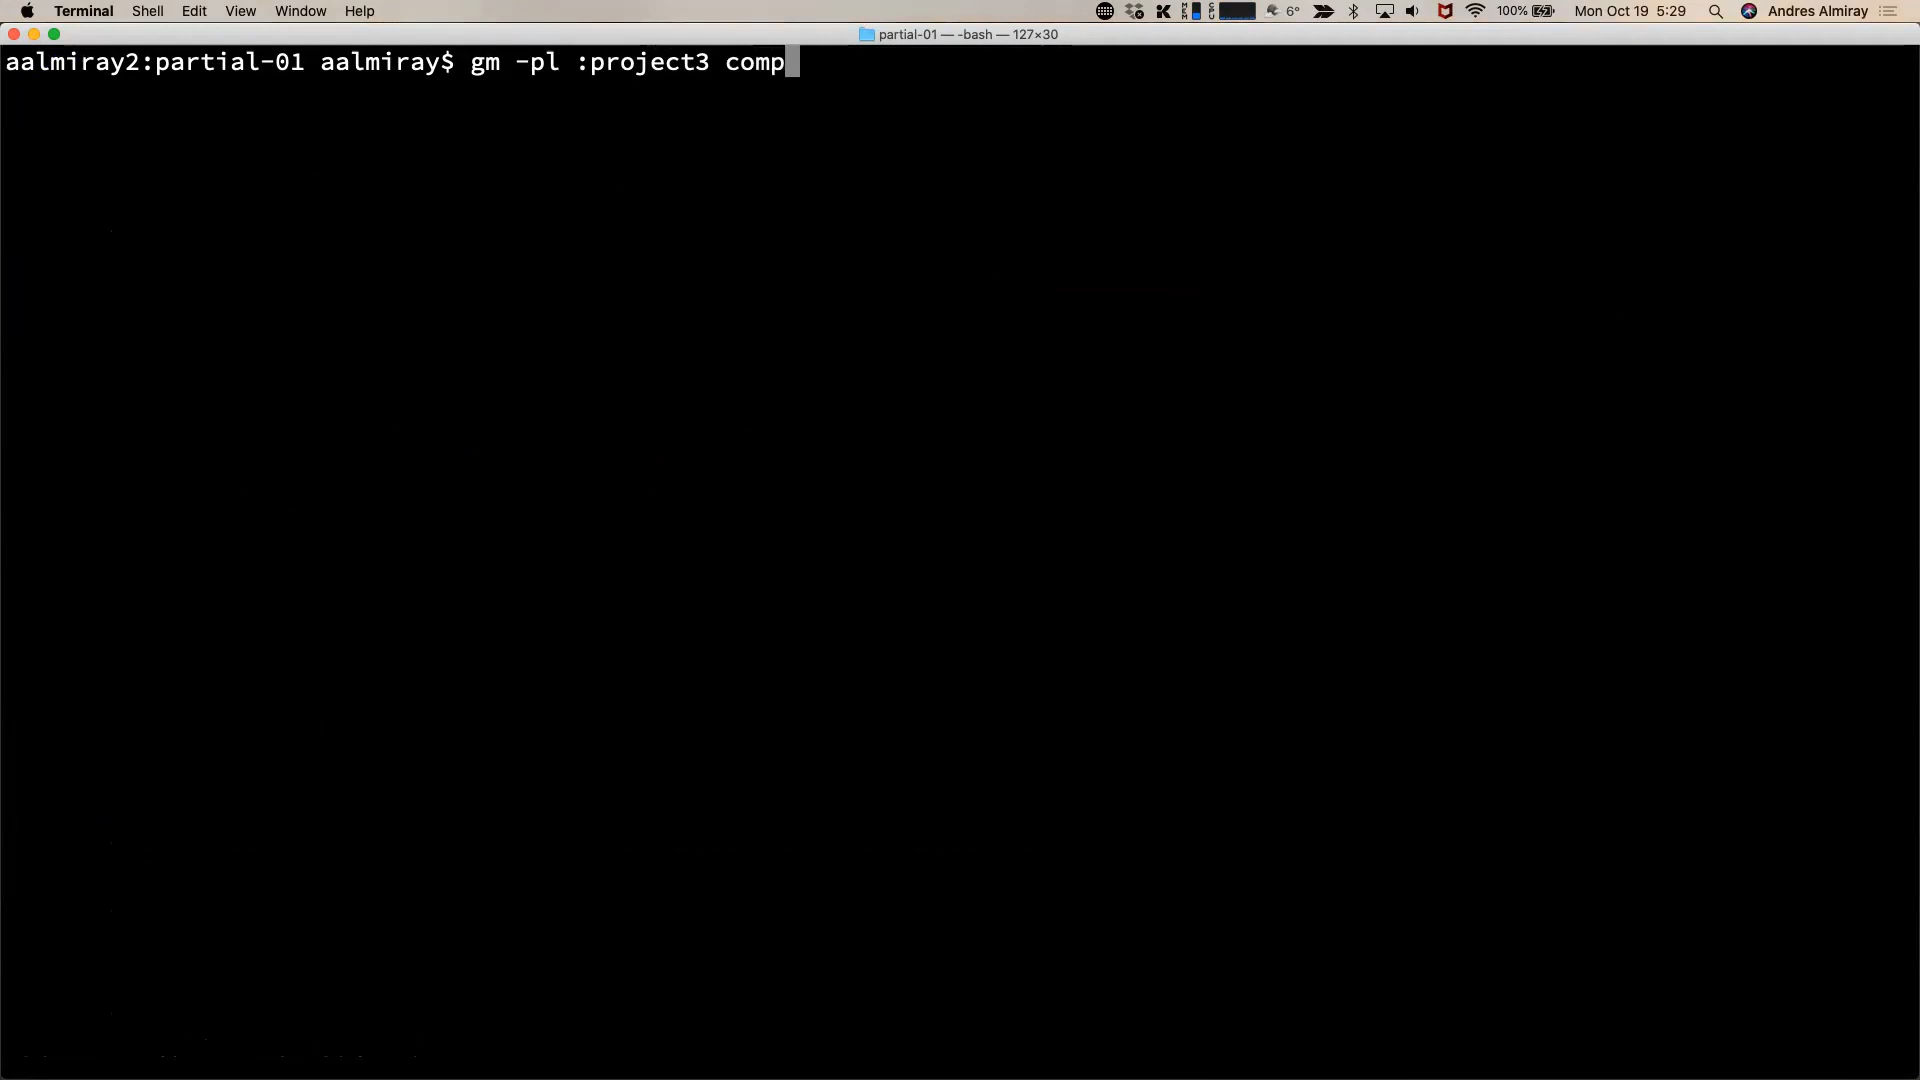 Terminal Shell Edit View Window Help 6° 100% Mon Oct 19 5:29 Andres Almiray
partial-01 — -bash — 127×30
aalmiray2:partial-01 aalmiray$ gm -pl :project3 comp